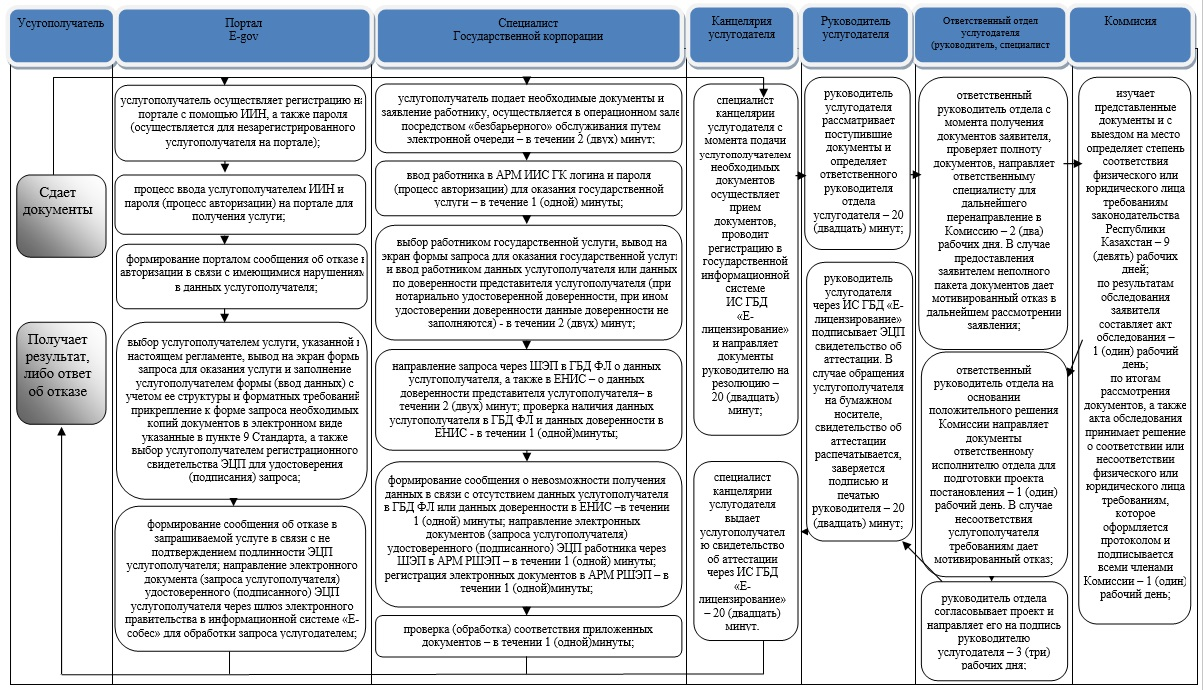 Усугополучатель
Портал
E-gov
Специалист
Государственной корпорации
Канцелярия
услугодателя
Руководитель
услугодателя
Ответственный отдел
услугодателя
(руководитель, специалист
Коммисия
Сдает
документы
Получает
результат,
либо ответ
об отказе
услугополучатель осуществляет регистрацию на
портале с помощью ИИН, а также пароля
(осуществляется для незарегистрированного
услугополучателя на портале);
процесс ввода услугополучателем ИИН и
пароля (процесс авторизации) на портале для
получения услуги;
формирование порталом сообщения об отказе в
авторизации в связи с имеющимися нарушениям
в данных услугополучателя;
выбор услугополучателем услуги, указанной в
настоящем регламенте, вывод на экран формы
запроса для оказания услуги и заполнение
услугополучателем формы (ввод данных) с
учетом ее структуры и форматных требований
прикрепление к форме запроса необходимых
копий документов в электронном виде
указанные в пункте 9 Стандарта, а также
выбор услугополучателем регистрационного
свидетельства ЭЦП для удостоверения
(подписания) запроса;
формирование сообщения об отказе в
запрашиваемой услуге в связи с не
подтверждением подлинности ЭЦП
услугополучателя; направление электронного
документа (запроса услугополучателя)
удостоверенного (подписанного) ЭЦП
услугополучателя через шлюз электронного
правительства в информационной системе «Е-
собес» для обработки запроса услугодателем;
услугополучатель подает необходимые документы и
заявление работнику, осуществляется в операционном зале
посредством «безбарьерного» обслуживания путем
электронной очереди – в течение 2 (двух) минут;
ввод работника в АРМ ИИС ГК логина и пароля
(процесс авторизации) для оказания государственной
услуги – в течение 1 (одной) минуты;
выбор работником государственной услуги, вывод на
экран формы запроса для оказания государственной услуги
и ввод работником данных услугополучателя или данных
по доверенности представителя услугополучателя (при
нотариально удостоверенной доверенности, при ином
удостоверении доверенности данные доверенности не
заполняются) - в течении 2 (двух) минут;
направление запроса через ШЭП в ГБД ФЛ о данных
услугополучателя, а также в ЕНИС – о данных
доверенности представителя услугополучателя– в
течении 2 (двух) минут; проверка наличия данных
услугополучателя в ГБД ФЛ и данных доверенности в
ЕНИС - в течении 1 (одной)минуты;
формирование сообщения о невозможности получения
данных в связи с отсутствием данных услугополучателя
в ГБД ФЛ или данных доверенности в ЕНИС –в течении
1 (одной) минуты; направление электронных
документов (запроса услугополучателя)
удостоверенного (подписанного) ЭЦП работника через
ШЭП в АРМ РШЭП – в течении 1 (одной) минуты;
регистрация электронных документов в АРМ РШЭП – в
течении 1 (одной)минуты;
проверка (обработка) соответствия приложенных
документов – в течении 1 (одной)минуты;
специалист
канцелярии
услугодателя с
момента подачи
услугополучателем
необходимых
документов
осуществляет
прием
документов,
проводит
регистрацию в
государственной
информационной
системе
ИС ГБД
«Е-
лицензирование»
и направляет
документы
руководителю на
резолюцию –
20 (двадцать)
минут;
специалист
канцелярии
услугодателя
выдает
услугополучател
ю свидетельство
об аттестации
через ИС ГБД
«Е-
лицензирование»
– 20 (двадцать)
минут.
руководитель
услугодателя
рассматривает
поступившие
документы и
определяет
ответственного
руководителя
отдела
услугодателя – 20
(двадцать) минут;
руководитель
услугодателя
через ИС ГБД «Е-
лицензирование»
подписывает ЭЦП
свидетельство об
аттестации. В
случае обращения
услугополучателя
на бумажном
носителе,
свидетельство об
аттестации
распечатывается,
заверяется
подписью и
печатью
руководителя – 20
(двадцать) минут;
ответственный
руководитель отдела с
момента получения
документов заявителя,
проверяет полноту
документов, направляет
ответственному
специалисту для
дальнейшего
перенаправление в
Комиссию – 2 (два)
рабочих дня. В случае
предоставления
заявителем неполного
пакета документов дает
мотивированный отказ в
дальнейшем рассмотрении
заявления;
ответственный
руководитель отдела на
основании
положительного решения
Комиссии направляет
документы
ответственному
исполнителю отдела для
подготовки проекта
постановления – 1 (один)
рабочий день. В случае
несоответствия
услугополучателя
требованиям дает
мотивированный отказ;
руководитель отдела
согласовывает проект и
направляет его на подпись
руководителю
услугодателя – 3 (три)
рабочих дня;
изучает
представленные
документы и с
выездом на место
определяет степень
соответствия
физического или
юридического лица
требованиям
законодательства
Республики
Казахстан – 9
(девять) рабочих
дней;
по результатам
обследования
заявителя
составляет акт
обследования –
1 (один) рабочий
день;
по итогам
рассмотрения
документов, а также
акта обследования
принимает решение
о соответствии или
несоответствии
физического или
юридического лица
требованиям,
которое
оформляется
протоколом и
подписывается
всеми членами
Комиссии – 1 (один)
рабочий день;